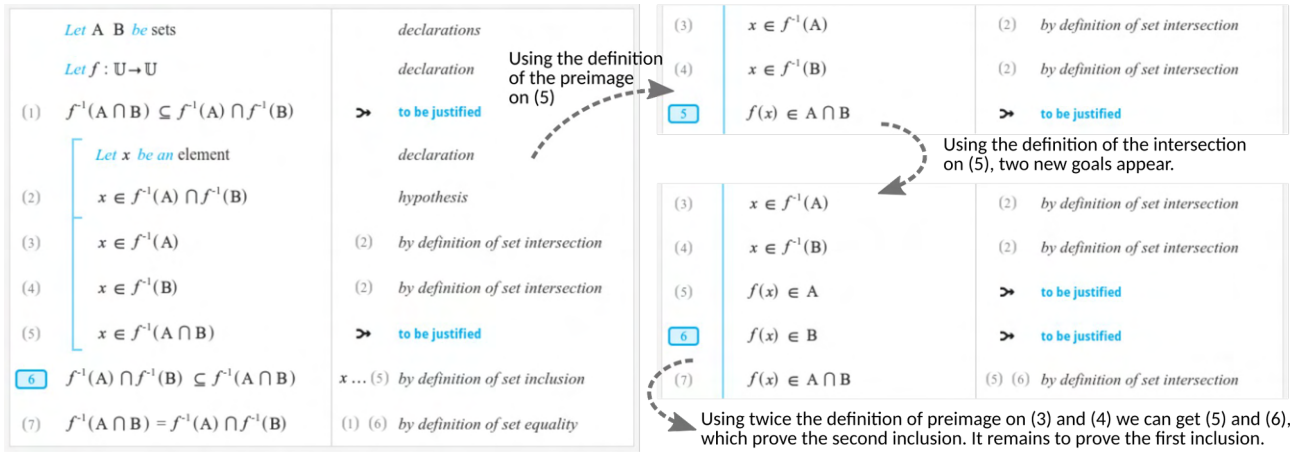 Let A B be sets declarations
Let f : 𝕌→𝕌 declaration
(1) f⁻¹(A ⋂ B) ⊆ f⁻¹(A) ⋂ f⁻¹(B) ↣ to be justified
Let x be an element declaration
(2) x ∈ f⁻¹(A) ⋂ f⁻¹(B) hypothesis
(3) x ∈ f⁻¹(A) (2) by definition of set intersection
(4) x ∈ f⁻¹(B) (2) by definition of set intersection
(5) x ∈ f⁻¹(A ⋂ B) ↣ to be justified
6 f⁻¹(A) ⋂ f⁻¹(B) ⊆ f⁻¹(A ⋂ B) x ... (5) by definition of set inclusion
(7) f⁻¹(A ⋂ B) = f⁻¹(A) ⋂ f⁻¹(B) (1) (6) by definition of set equality
Using the definition
of the preimage
on (5)
(3) x ∈ f⁻¹(A) (2) by definition of set intersection
(4) x ∈ f⁻¹(B) (2) by definition of set intersection
5 f(x) ∈ A ⋂ B ↣ to be justified
Using the definition of the intersection
on (5), two new goals appear.
(3) x ∈ f⁻¹(A) (2) by definition of set intersection
(4) x ∈ f⁻¹(B) (2) by definition of set intersection
(5) f(x) ∈ A ↣ to be justified
6 f(x) ∈ B ↣ to be justified
(7) f(x) ∈ A ⋂ B (5) (6) by definition of set intersection
Using twice the definition of preimage on (3) and (4) we can get (5) and (6),
which prove the second inclusion. It remains to prove the first inclusion.